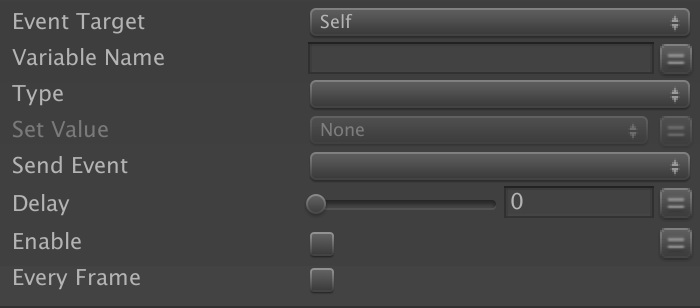 Event Target Self
Variable Name
Type
Set Value None
Send Event
Delay 0
Enable
Every Frame